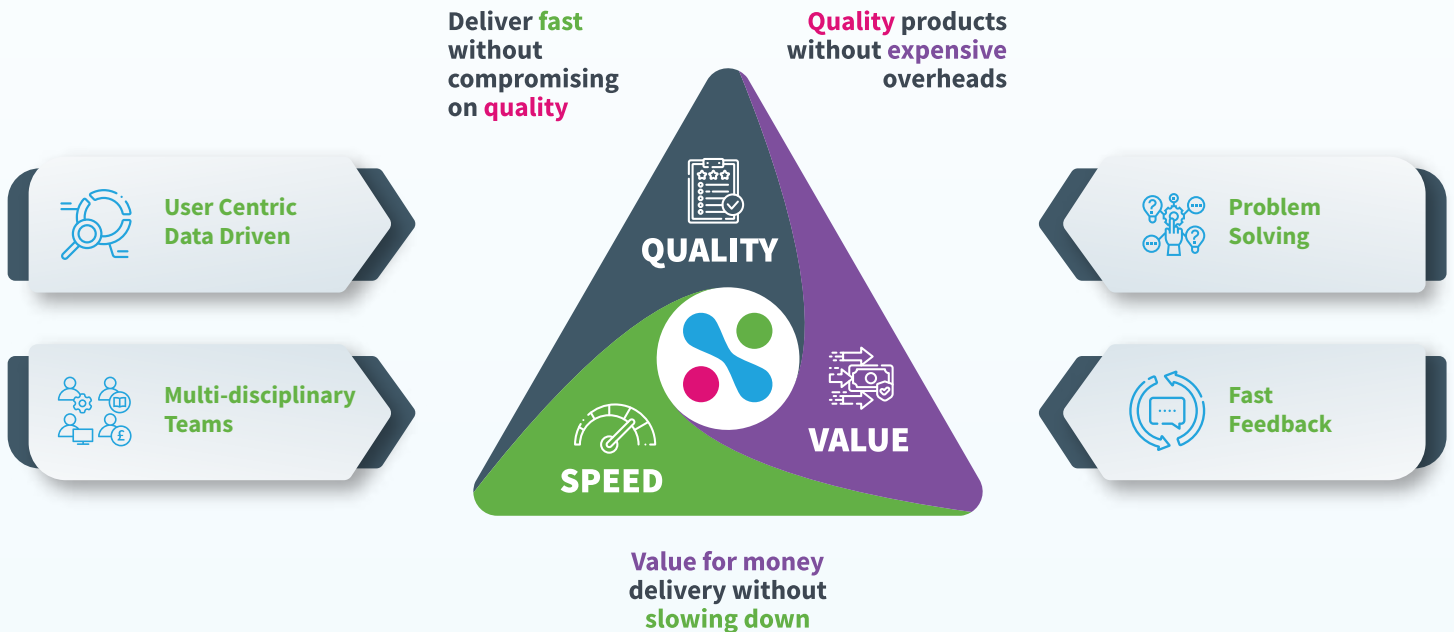 Deliver fast
without
compromising
on quality
Quality products
without expensive
overheads
User Centric
Data Driven
Multi-disciplinary
Teams
QUALITY
SPEED
VALUE
Problem
Solving
Fast
Feedback
Value for money
delivery without
slowing down